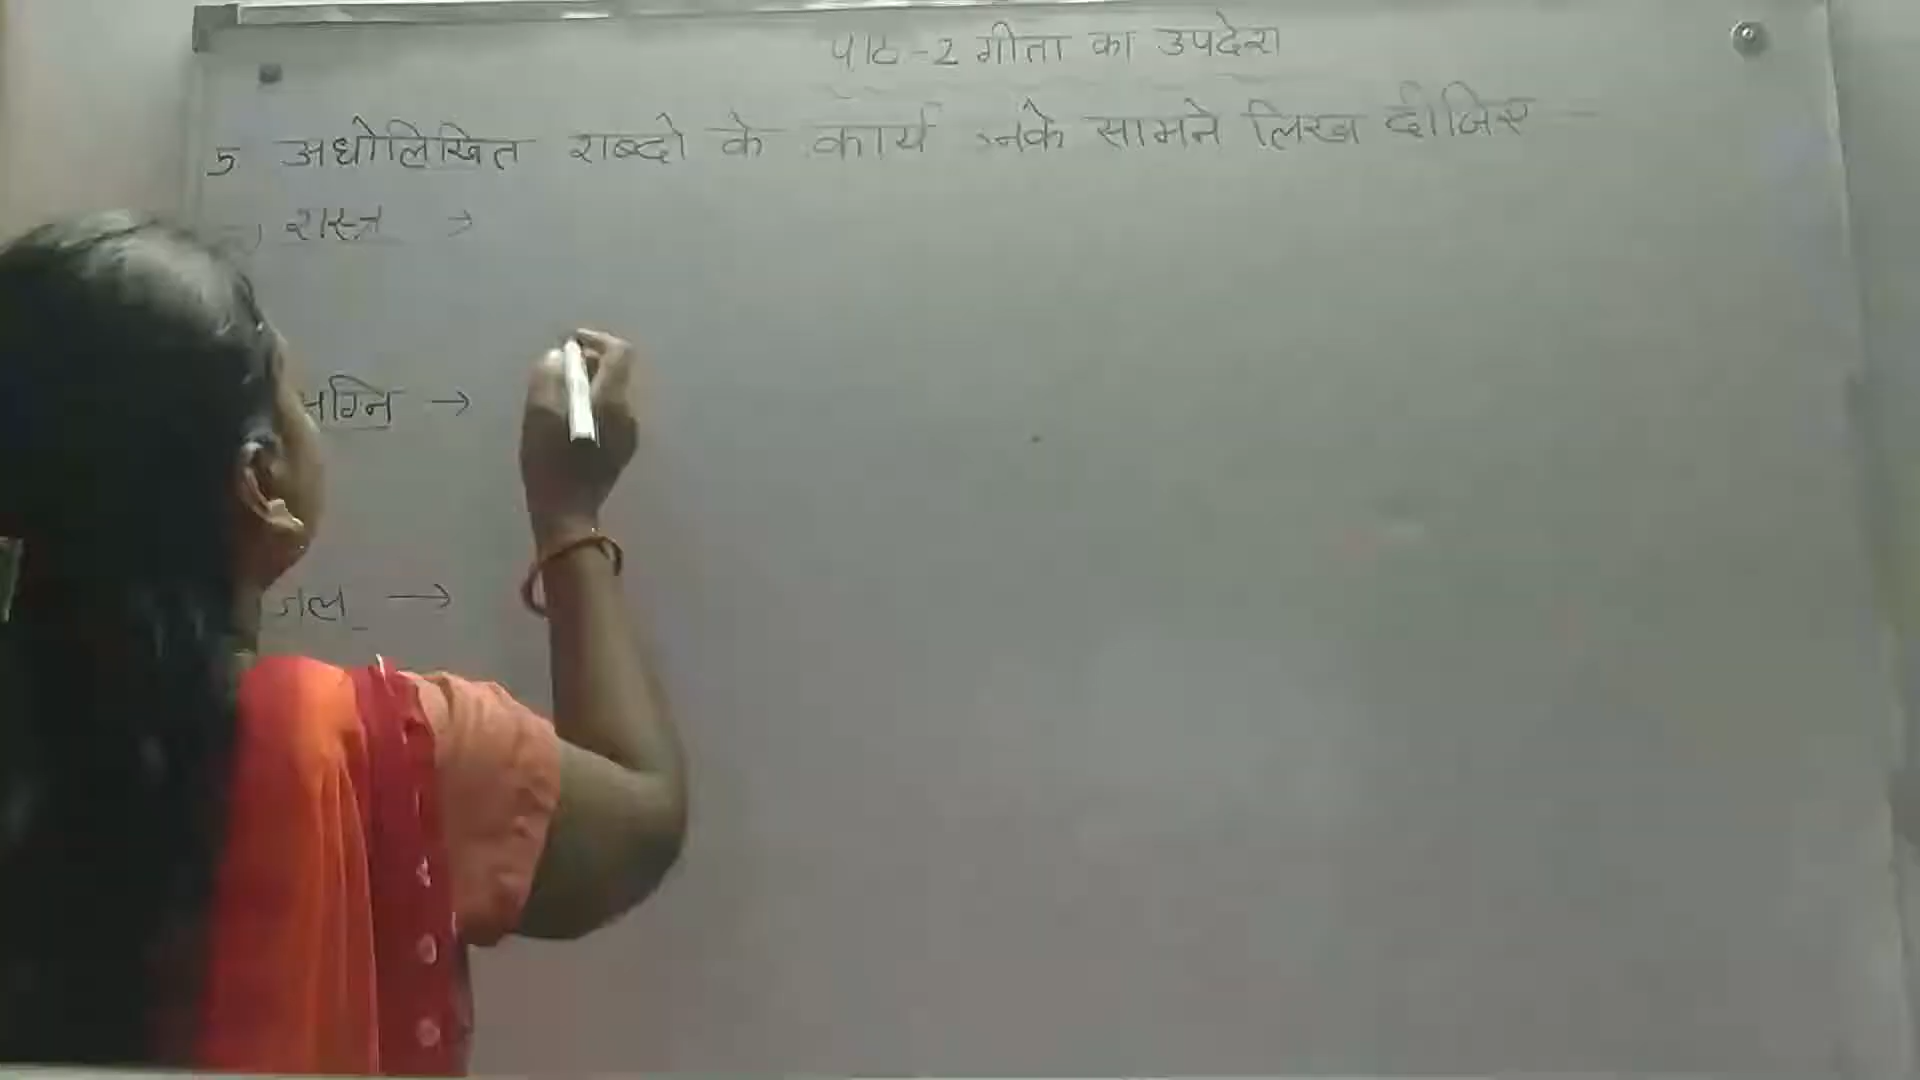 पाठ-2 गीता का उपदेश
5 अधोलिखित शब्दो के कार्य उनके सामने लिख दीजिए
शस्त्र →
अग्नि →
जल →